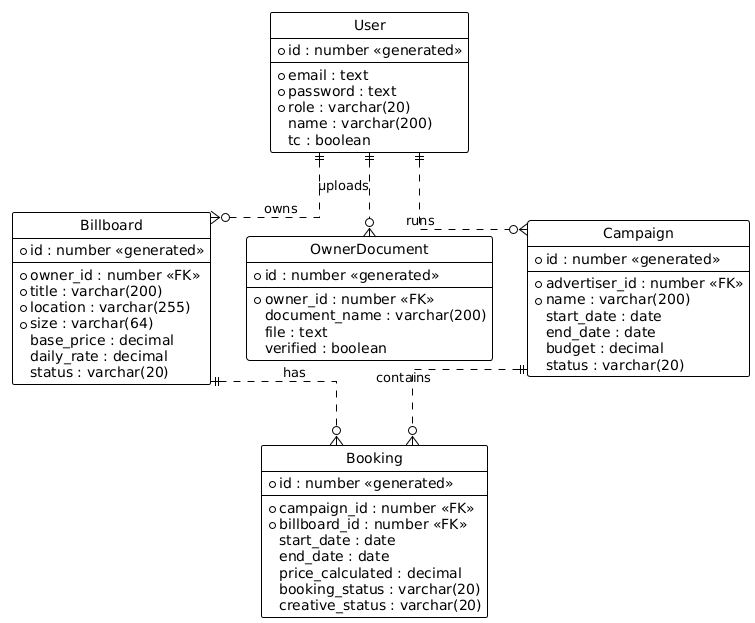 User
id : number «generated»
email : text
password : text
role : varchar(20)
name : varchar(200)
tc : boolean
uploads
owns
runs
Billboard
id : number «generated»
owner_id : number «FK»
title : varchar(200)
location : varchar(255)
size : varchar(64)
base_price : decimal
daily_rate : decimal
status : varchar(20)
OwnerDocument
id : number «generated»
owner_id : number «FK»
document_name : varchar(200)
file : text
verified : boolean
Campaign
id : number «generated»
advertiser_id : number «FK»
name : varchar(200)
start_date : date
end_date : date
budget : decimal
status : varchar(20)
has
contains
Booking
id : number «generated»
campaign_id : number «FK»
billboard_id : number «FK»
start_date : date
end_date : date
price_calculated : decimal
booking_status : varchar(20)
creative_status : varchar(20)